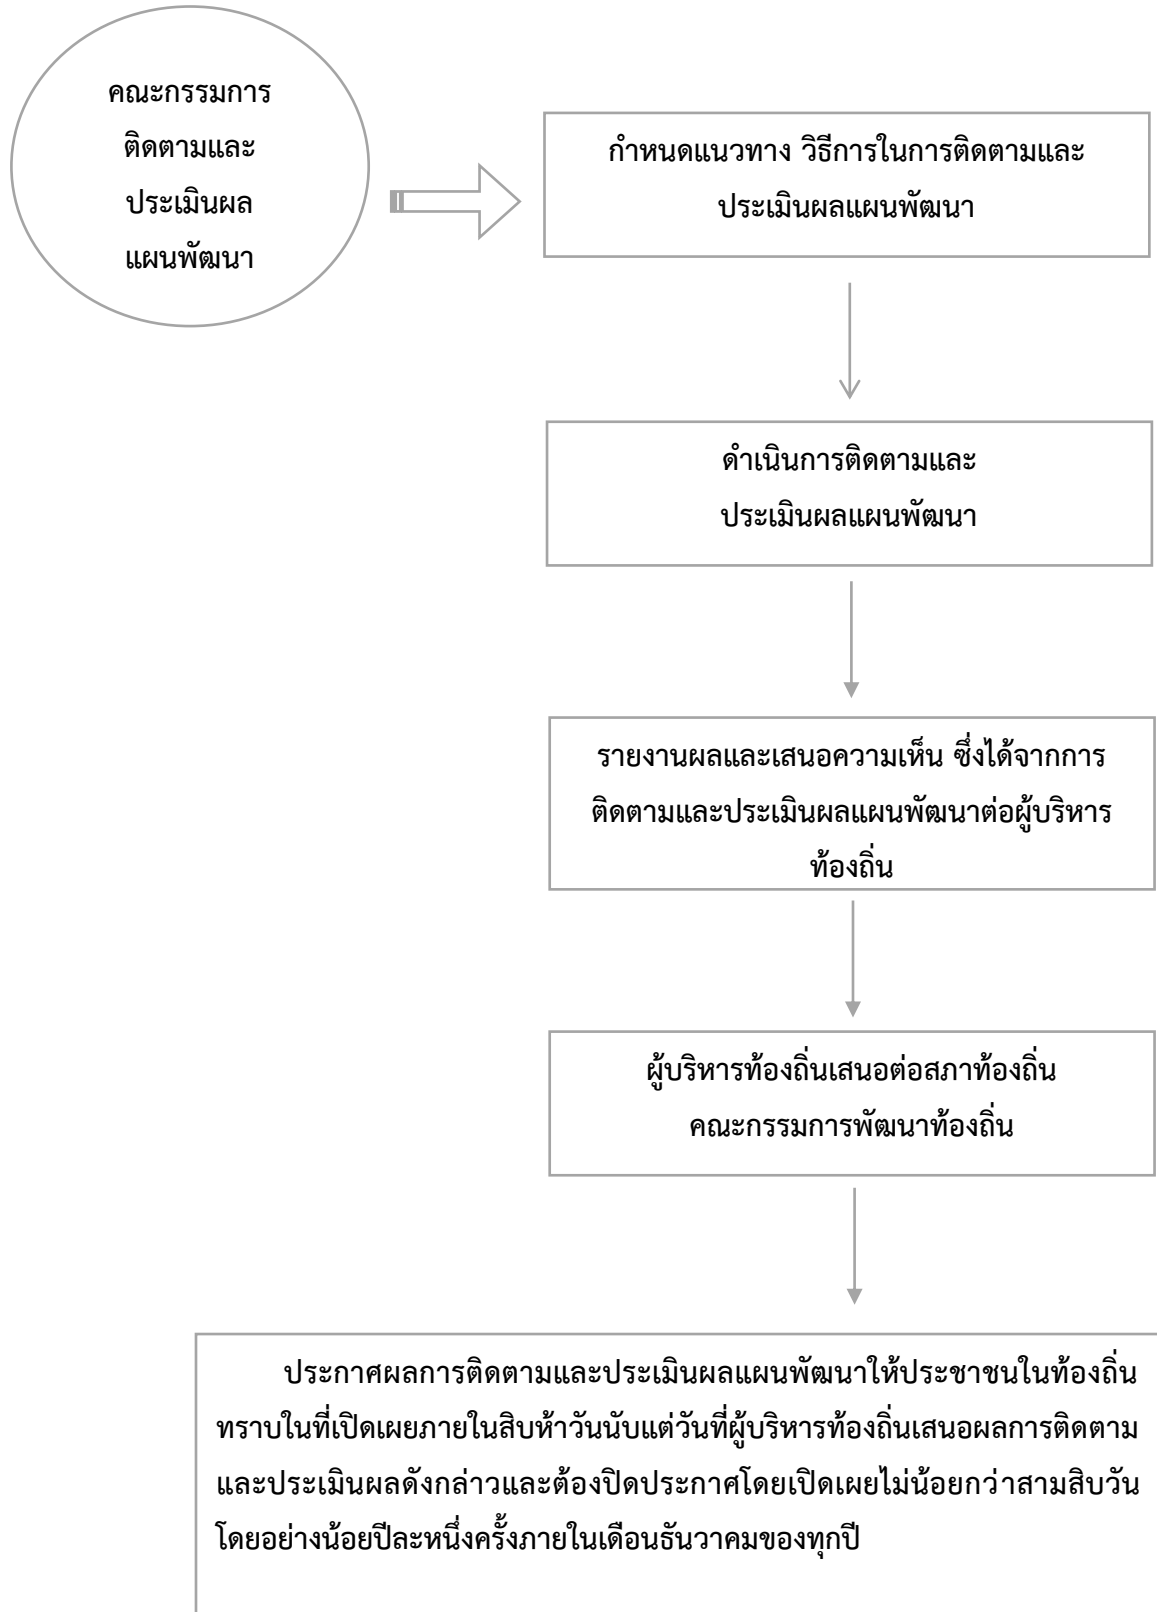 คณะกรรมการ
ติดตามและ
ประเมินผล
แผนพัฒนา
กำหนดแนวทาง วิธีการในการติดตามและ
ประเมินผลแผนพัฒนา
ดำเนินการติดตามและ
ประเมินผลแผนพัฒนา
รายงานผลและเสนอความเห็น ซึ่งได้จากการ
ติดตามและประเมินผลแผนพัฒนาต่อผู้บริหาร
ท้องถิ่น
ผู้บริหารท้องถิ่นเสนอต่อสภาท้องถิ่น
คณะกรรมการพัฒนาท้องถิ่น
ประกาศผลการติดตามและประเมินผลแผนพัฒนาให้ประชาชนในท้องถิ่น
ทราบในที่เปิดเผยภายในสิบห้าวันนับแต่วันที่ผู้บริหารท้องถิ่นเสนอผลการติดตาม
และประเมินผลดังกล่าวและต้องปิดประกาศโดยเปิดเผยไม่น้อยกว่าสามสิบวัน
โดยอย่างน้อยปีละหนึ่งครั้งภายในเดือนธันวาคมของทุกปี